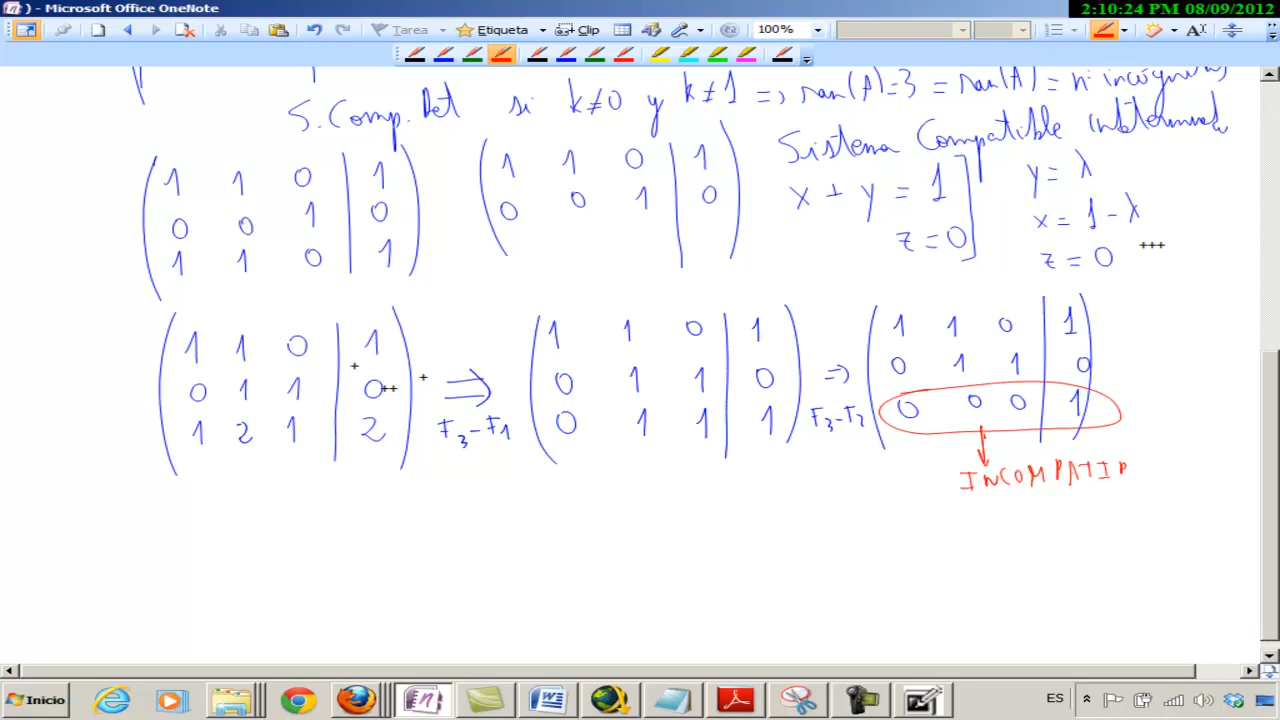 ) - Microsoft Office OneNote
2:10:24 PM 08/09/2012
Tarea Etiqueta Clip 100%
S. Comp. Det si k≠0 y k≠1 => ran(A)=3 = ran(A) = nº incógnitas
Sistema Compatible indeterminado
1 1 0 | 1
0 0 1 | 0
1 1 0 | 1
1 1 0 | 1
0 0 1 | 0
x + y = 1
z = 0
y = λ
x = 1 - λ
z = 0
1 1 0 | 1
0 1 1 | 0
1 2 1 | 2
=>
F3-F1
1 1 0 | 1
0 1 1 | 0
0 1 1 | 1
=>
F3-F2
1 1 0 | 1
0 1 1 | 0
0 0 0 | 1
INCOMPATIB
Inicio
ES